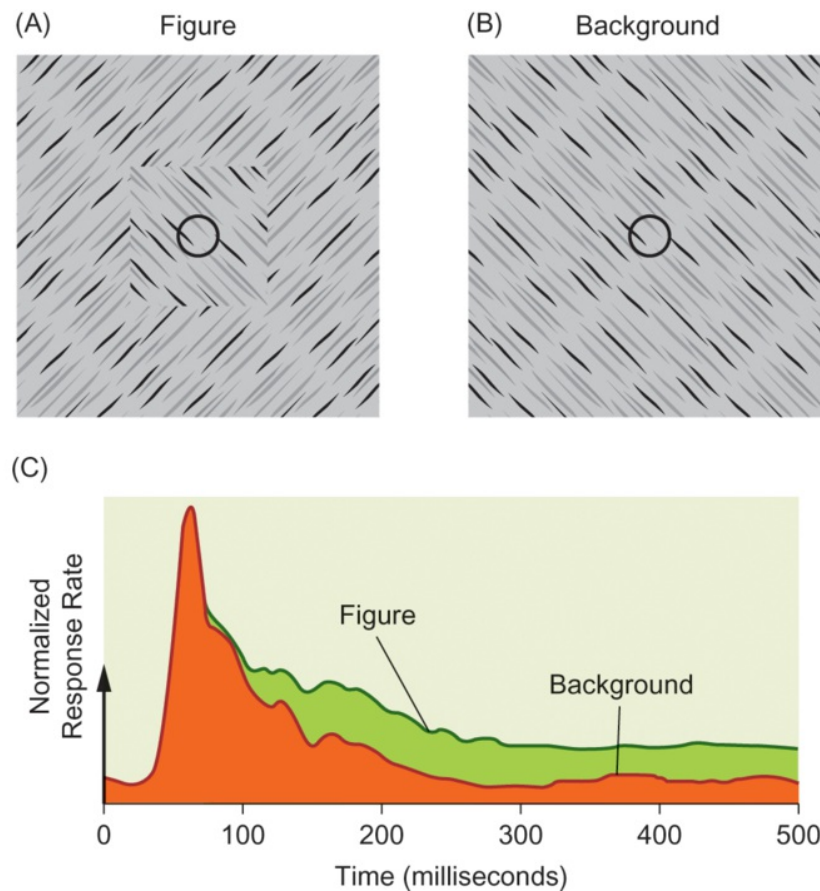 (A) Figure
(B) Background
(C)
Normalized
Response Rate
Figure
Background
0 100 200 300 400 500
Time (milliseconds)